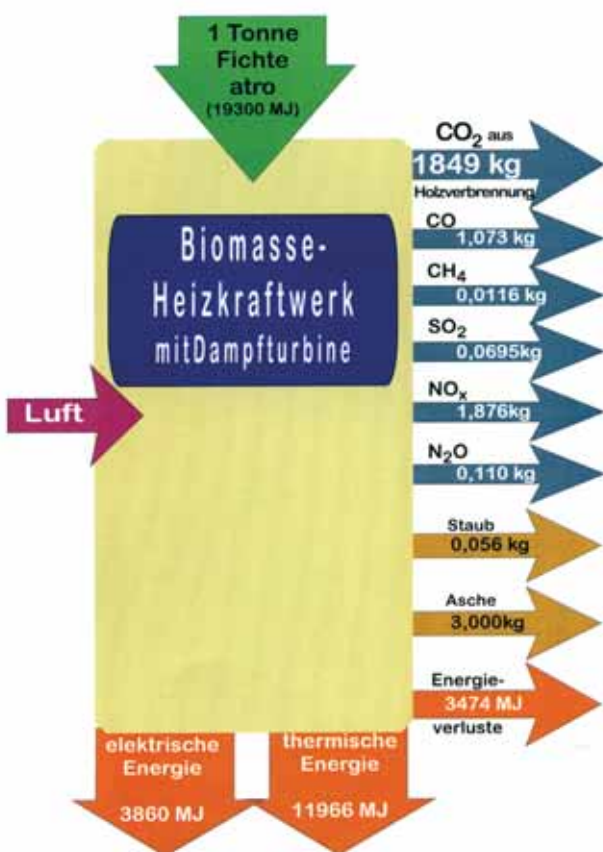 1 Tonne
Fichte
atro
(19300 MJ)
CO₂ aus
1849 kg
Holzverbrennung
CO
1,073 kg
CH₄
0,0116 kg
SO₂
0,0695kg
NOₓ
1,876kg
N₂O
0,110 kg
Staub
0,056 kg
Asche
3,000kg
Energie-
3474 MJ
verluste
Biomasse-
Heizkraftwerk
mitDampfturbine
Luft
elektrische
Energie
3860 MJ
thermische
Energie
11966 MJ